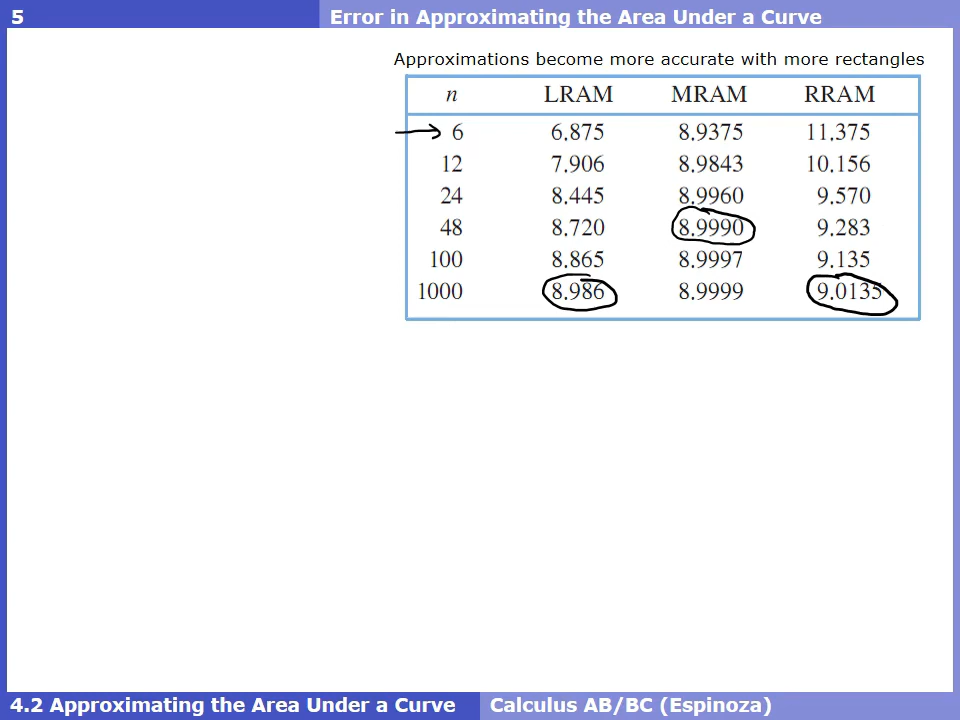 5 Error in Approximating the Area Under a Curve
Approximations become more accurate with more rectangles
n LRAM MRAM RRAM
6 6.875 8.9375 11.375
12 7.906 8.9843 10.156
24 8.445 8.9960 9.570
48 8.720 8.9990 9.283
100 8.865 8.9997 9.135
1000 8.986 8.9999 9.0135
4.2 Approximating the Area Under a Curve Calculus AB/BC (Espinoza)